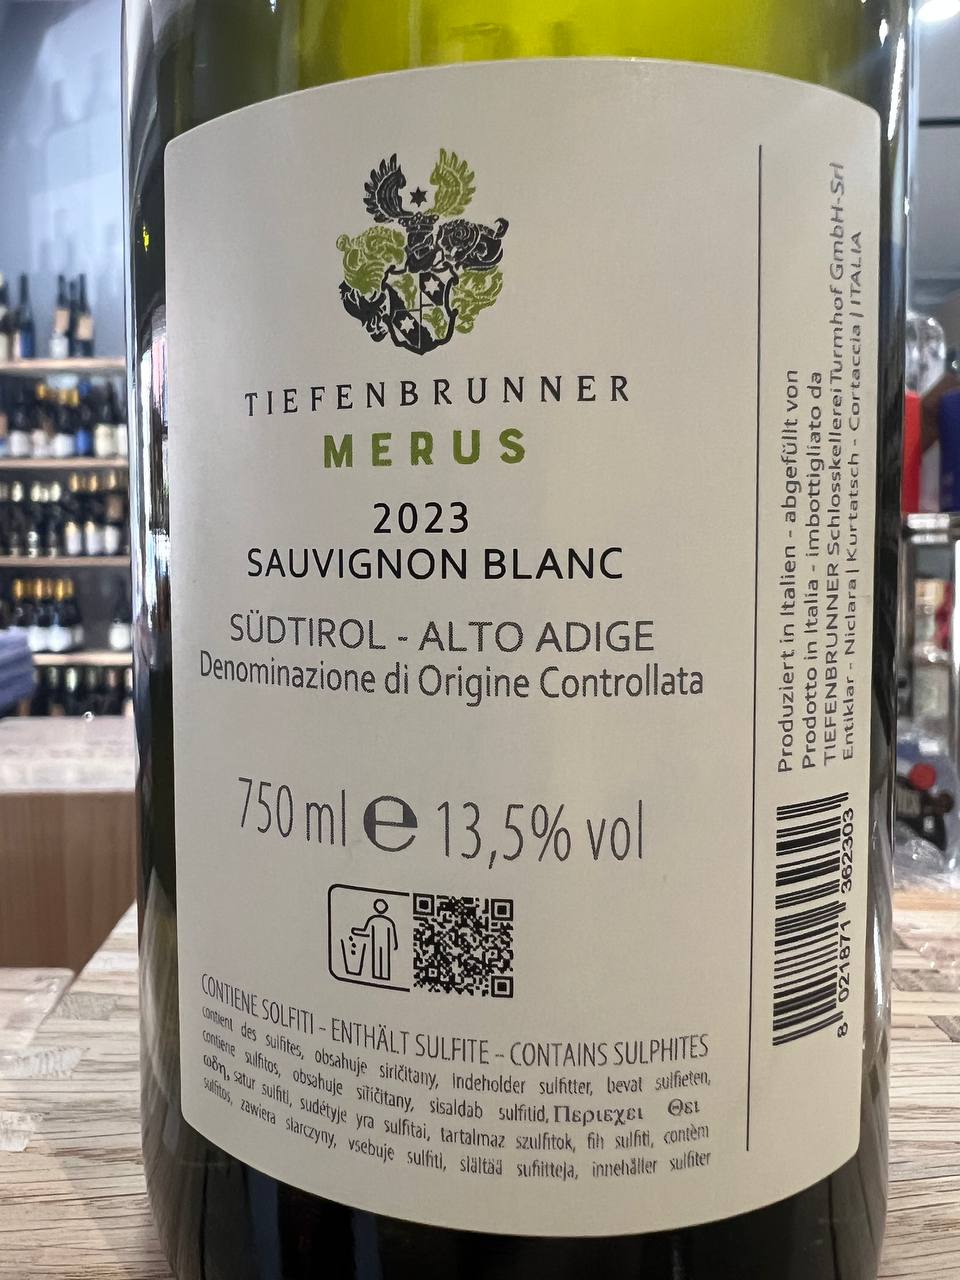 TIEFENBRUNNER
MERUS
2023
SAUVIGNON BLANC
SÜDTIROL - ALTO ADIGE
Denominazione di Origine Controllata
750 ml e 13,5% vol
CONTIENE SOLFITI - ENTHÄLT SULFITE - CONTAINS SULPHITES
contient des sulfites, obsahuje siričitany, indeholder sulfitter, bevat sulfieten,
contiene sulfitos, obsahuje siřičitany, sisaldab sulfitid, Περιεχει Θει
ωδη, satur sulfiti, sudėtyje yra sulfitai, tartalmaz szulfitok, fih sulfiti, contém
sulfitos, zawiera siarczyny, vsebuje sulfiti, slältää sulfiitteja, innehåller sulfiter
Produziert in Italien - abgefüllt von
Prodotto in Italia - imbottigliato da
TIEFENBRUNNER Schlosskellerei Turmhof GmbH-Srl
Entiklar - Niclara | Kurtatsch - Cortaccia | ITALIA
8 021871 362303